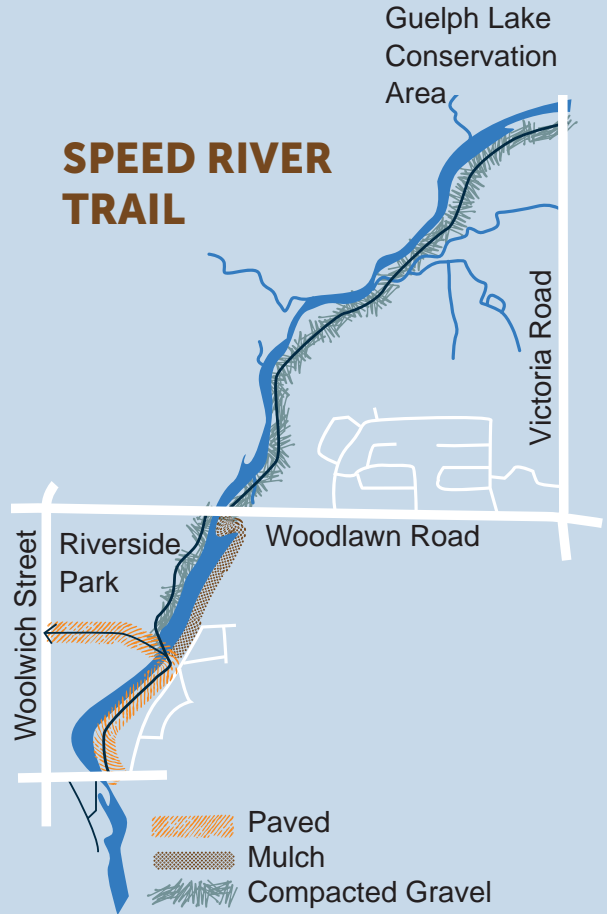 Guelph Lake
Conservation
Area
SPEED RIVER
TRAIL
Victoria Road
Woodlawn Road
Riverside
Park
Woolwich Street
Paved
Mulch
Compacted Gravel